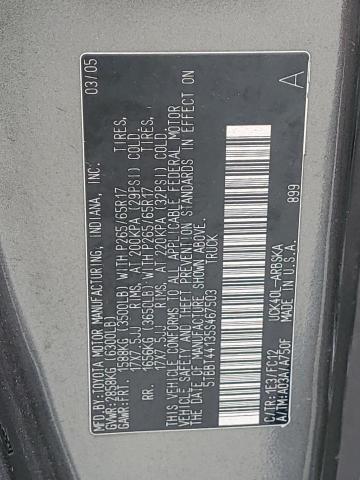 MFD.BY:TOYOTA MOTOR MANUFACTURING, INDIANA, INC. 03/05
GVWR:2858KG (6300LB)
GAWR:FRT. 1588KG (3500LB) WITH P265/65R17
17X7.5JJ RIMS, AT 200KPA (29PSI) COLD.
RR. 1656KG (3650LB) WITH P265/65R17
17X7.5JJ RIMS, AT 220KPA (32PSI) COLD.
THIS VEHICLE CONFORMS TO ALL APPLICABLE FEDERAL MOTOR
VEHICLE SAFETY AND THEFT PREVENTION STANDARDS IN EFFECT ON
THE DATE OF MANUFACTURE SHOWN ABOVE.
5TBBT44135S467503 TRUCK
A
899
UCK40L-ARBSKA
C/TR:1E3/FC12 MADE IN U.S.A.
A/TM:A03A/A750F